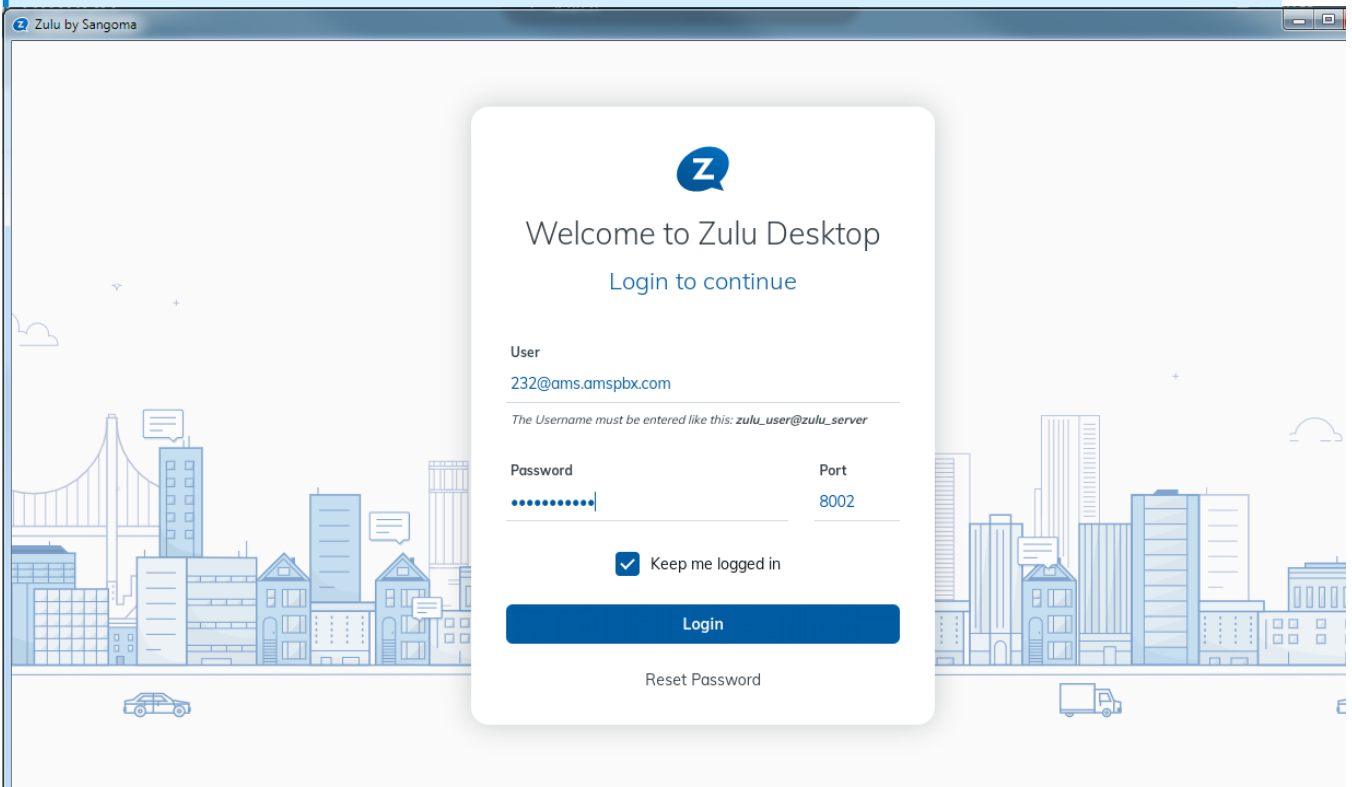 Zulu by Sangoma
Z
Welcome to Zulu Desktop
Login to continue
User
232@ams.amspbx.com
The Username must be entered like this: zulu_user@zulu_server
Password Port
••••••••••• 8002
Keep me logged in
Login
Reset Password